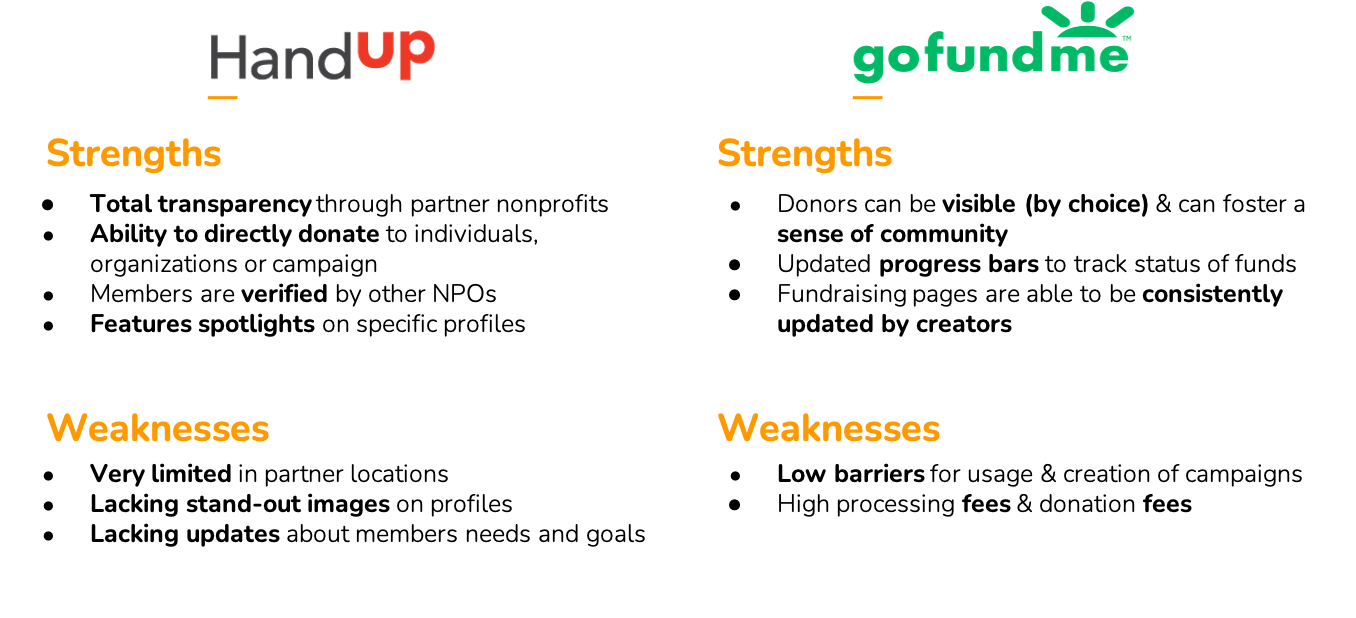 HandUp
Strengths
● Total transparency through partner nonprofits
● Ability to directly donate to individuals,
organizations or campaign
● Members are verified by other NPOs
● Features spotlights on specific profiles
Weaknesses
● Very limited in partner locations
● Lacking stand-out images on profiles
● Lacking updates about members needs and goals
gofundme™
Strengths
● Donors can be visible (by choice) & can foster a
sense of community
● Updated progress bars to track status of funds
● Fundraising pages are able to be consistently
updated by creators
Weaknesses
● Low barriers for usage & creation of campaigns
● High processing fees & donation fees